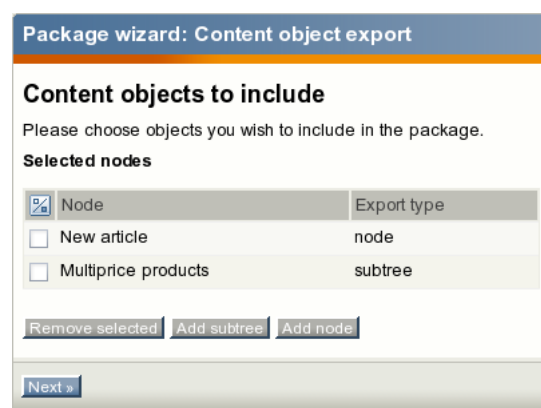 Package wizard: Content object export
Content objects to include
Please choose objects you wish to include in the package.
Selected nodes
Node Export type
New article node
Multiprice products subtree
Remove selected Add subtree Add node
Next »